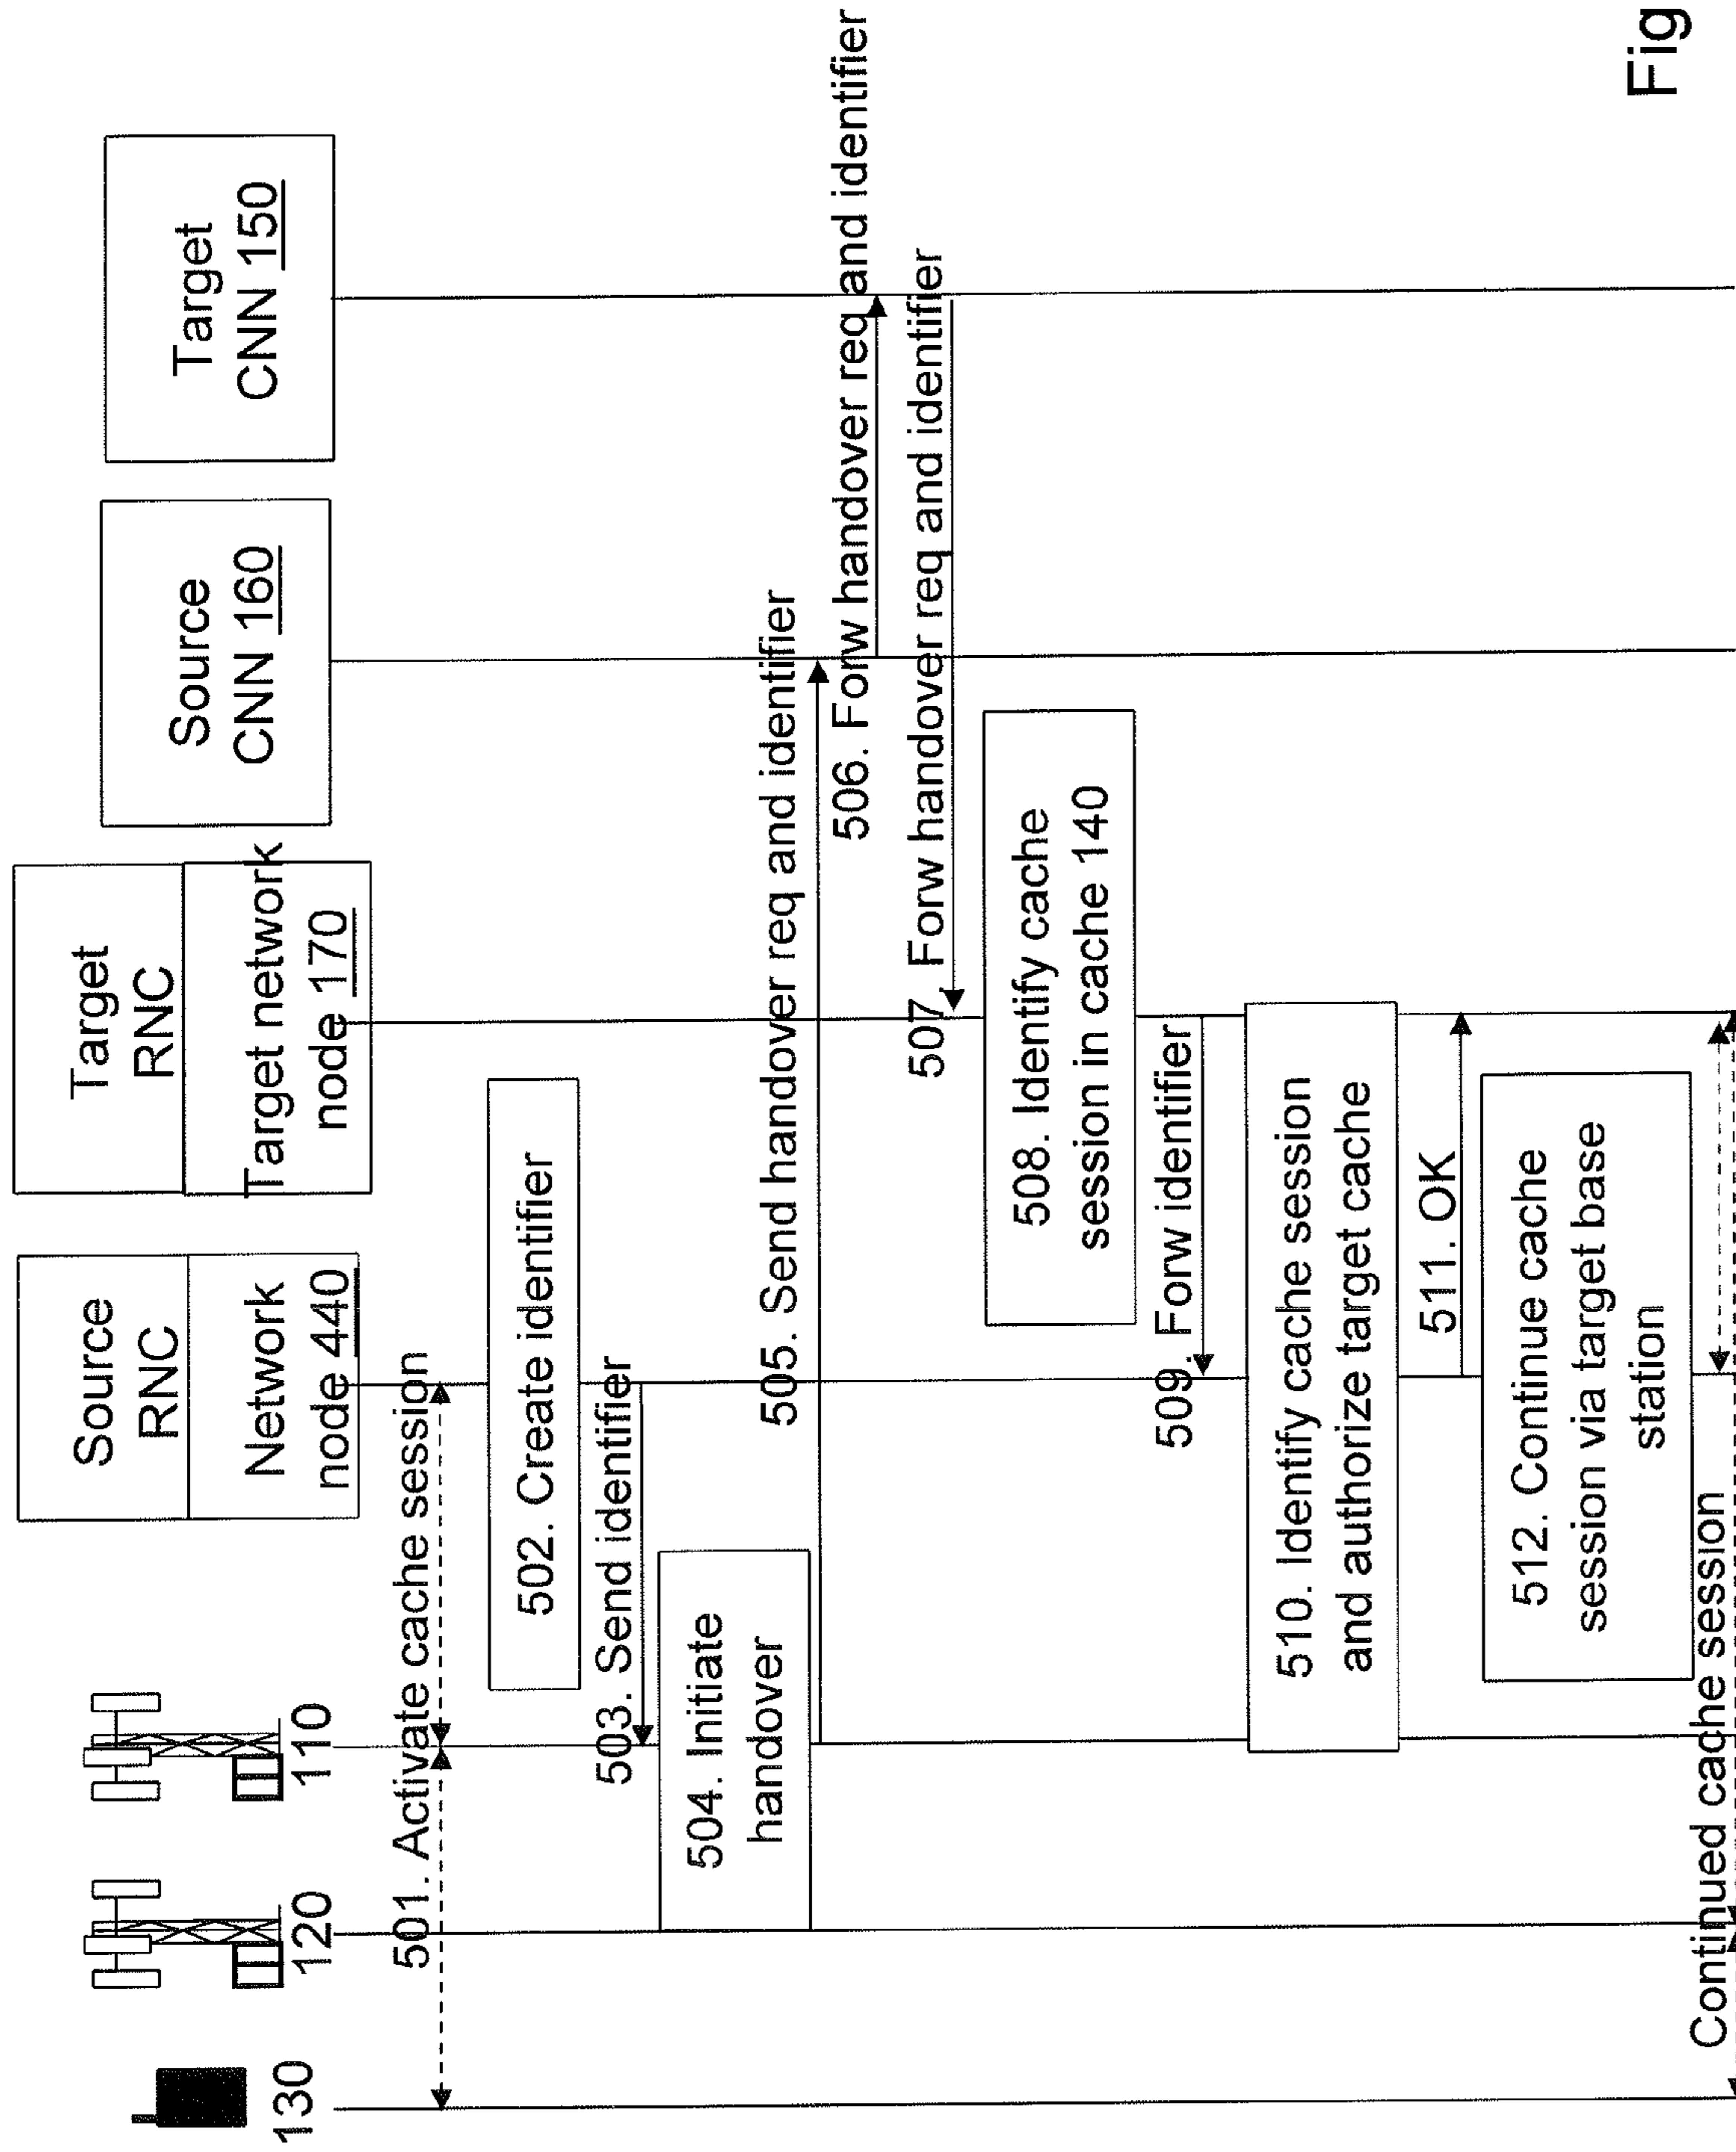 130
120
110
Source
RNC
Network
node 440
Target
RNC
Target network
node 170
Source
CNN 160
Target
CNN 150
501. Activate cache session
502. Create identifier
503. Send identifier
504. Initiate
handover
505. Send handover req and identifier
506. Forw handover req and identifier
507. Forw handover req and identifier
508. Identify cache
session in cache 140
509. Forw identifier
510. Identify cache session
and authorize target cache
511. OK
512. Continue cache
session via target base
station
Continued cache session
Fig